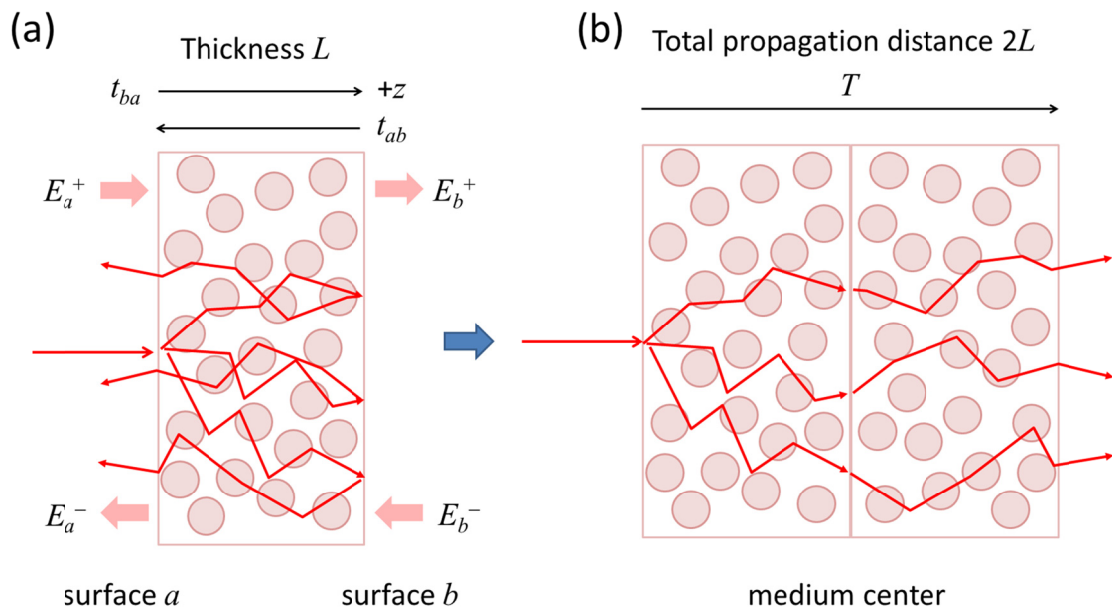 (a)
Thickness L
t_ba +z
t_ab
E_a^+ E_b^+
E_a^- E_b^-
surface a surface b
(b)
Total propagation distance 2L
T
medium center